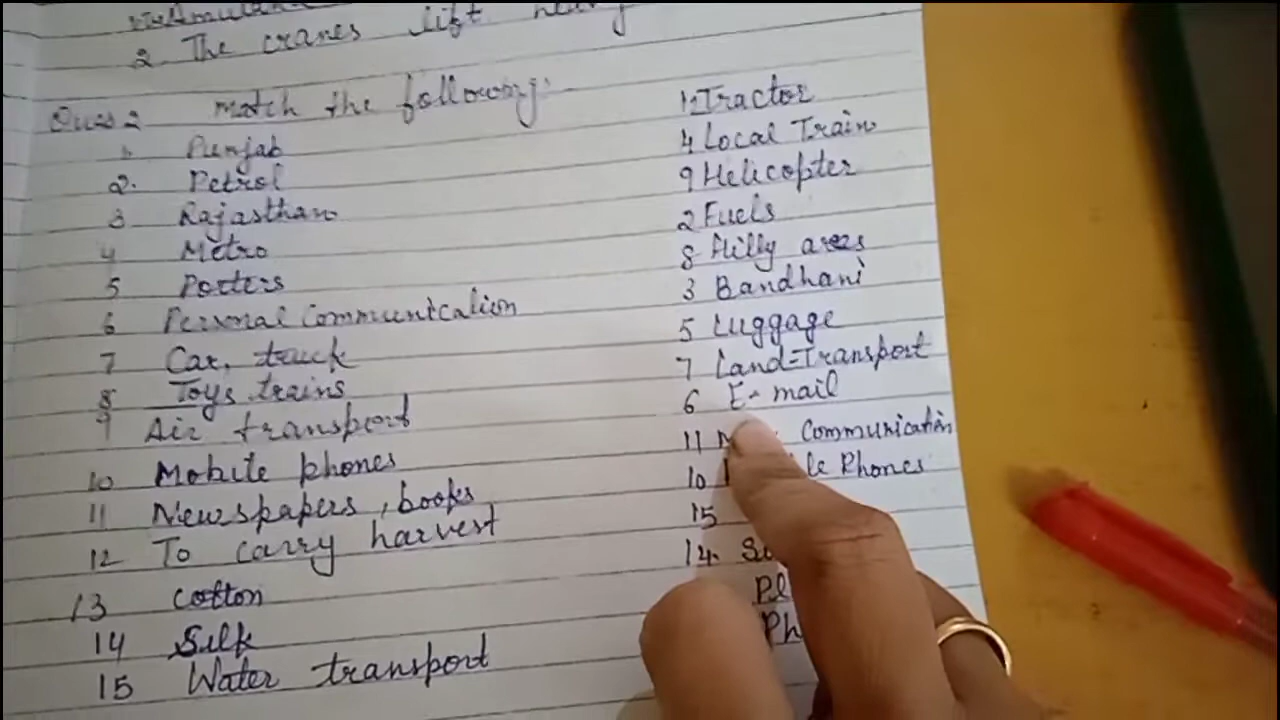 2. The cranes lift
Ques 2 Match the following:
1 Punjab
1. Tractor
2. Petrol
4 Local Train
3 Rajasthan
9 Helicopter
4 Metro
2 Fuels
5 Porters
8 Hilly areas
6 Personal Communication
3 Bandhani
7 Car, truck
5 Luggage
8 Toys trains
7 Land-Transport
9 Air transport
6 E-mail
10 Mobile phones
11 Communication
11 Newspapers, books
10 Phones
12 To carry harvest
15
13 Cotton
14.
14 Silk
15 Water transport